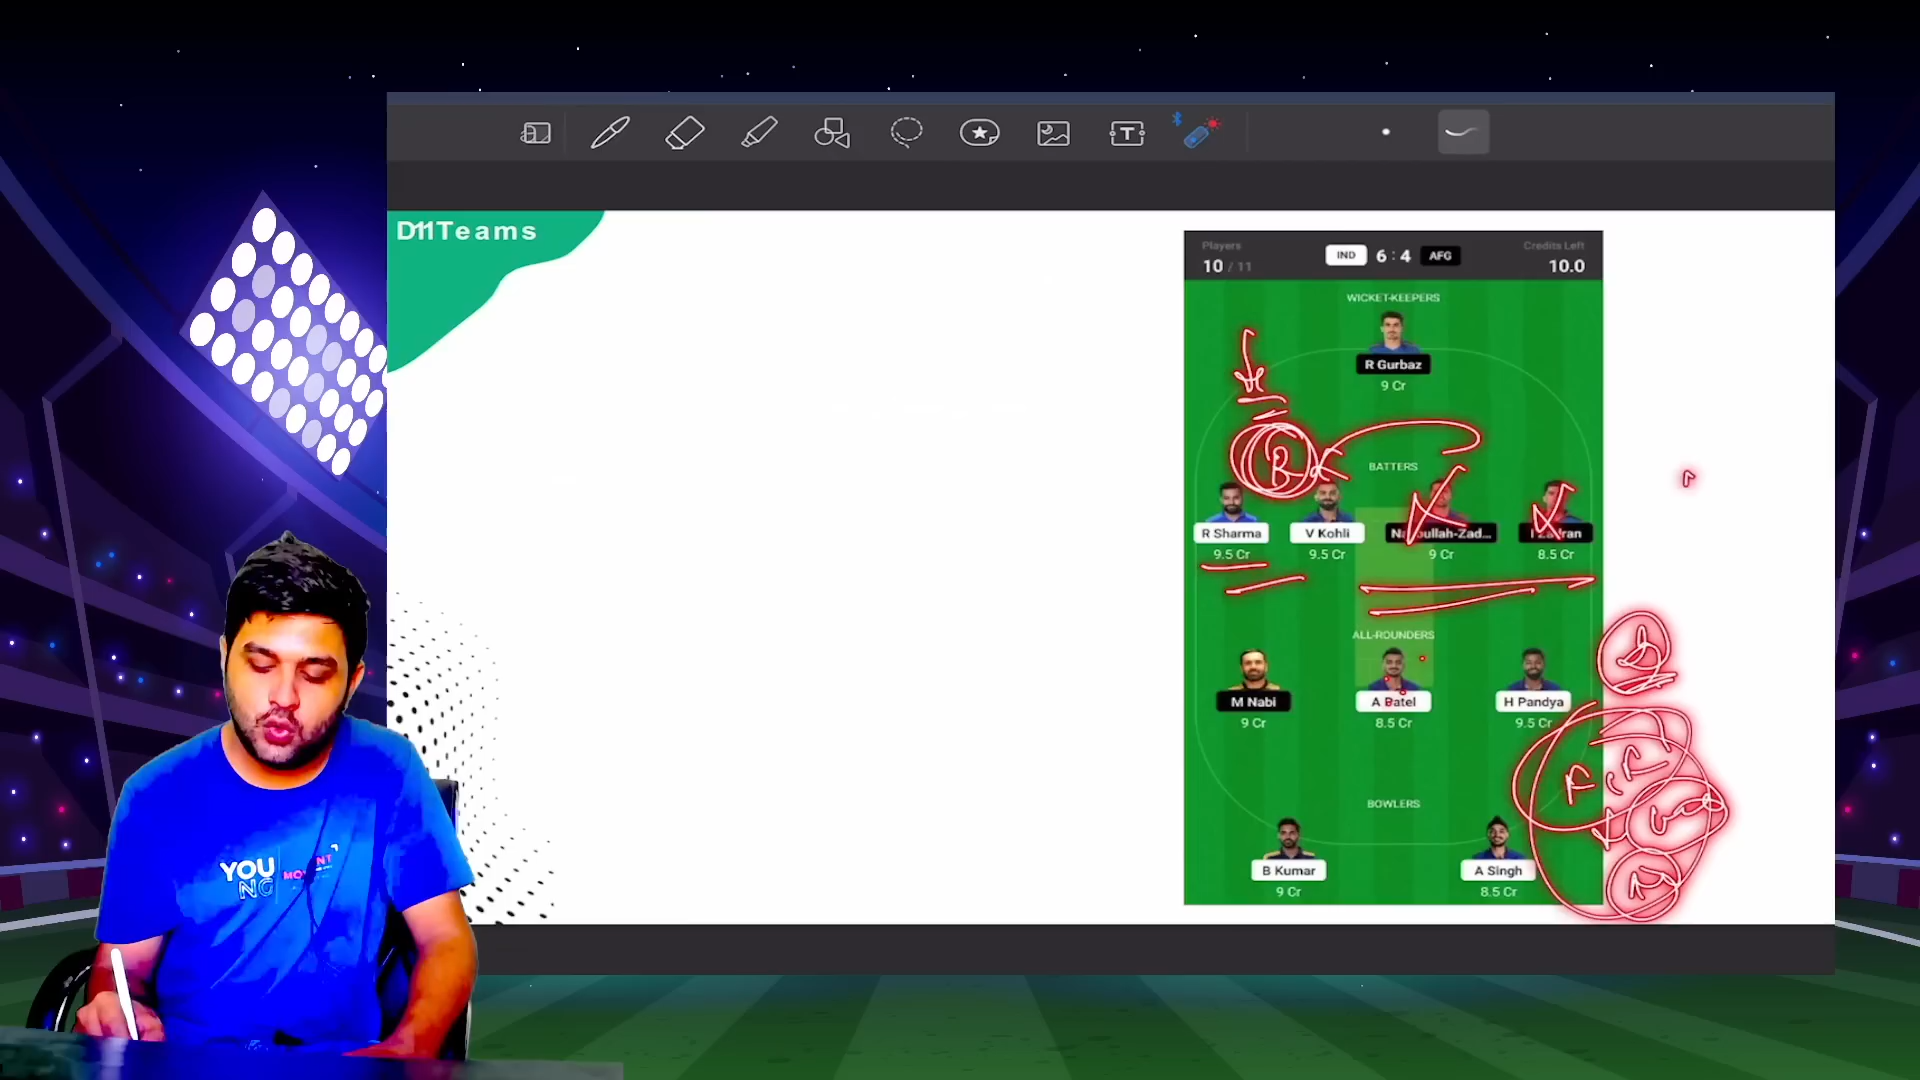 D11Teams
Players
10 / 11
IND 6 : 4 AFG
Credits Left
10.0
WICKET-KEEPERS
R Gurbaz
9 Cr
B
BATTERS
R Sharma
V Kohli
9.5 Cr
9.5 Cr
9 Cr
8.5 Cr
ALL-ROUNDERS
M Nabi
A Patel
H Pandya
9 Cr
8.5 Cr
9.5 Cr
BOWLERS
B Kumar
A Singh
9 Cr
8.5 Cr
YOU
NG